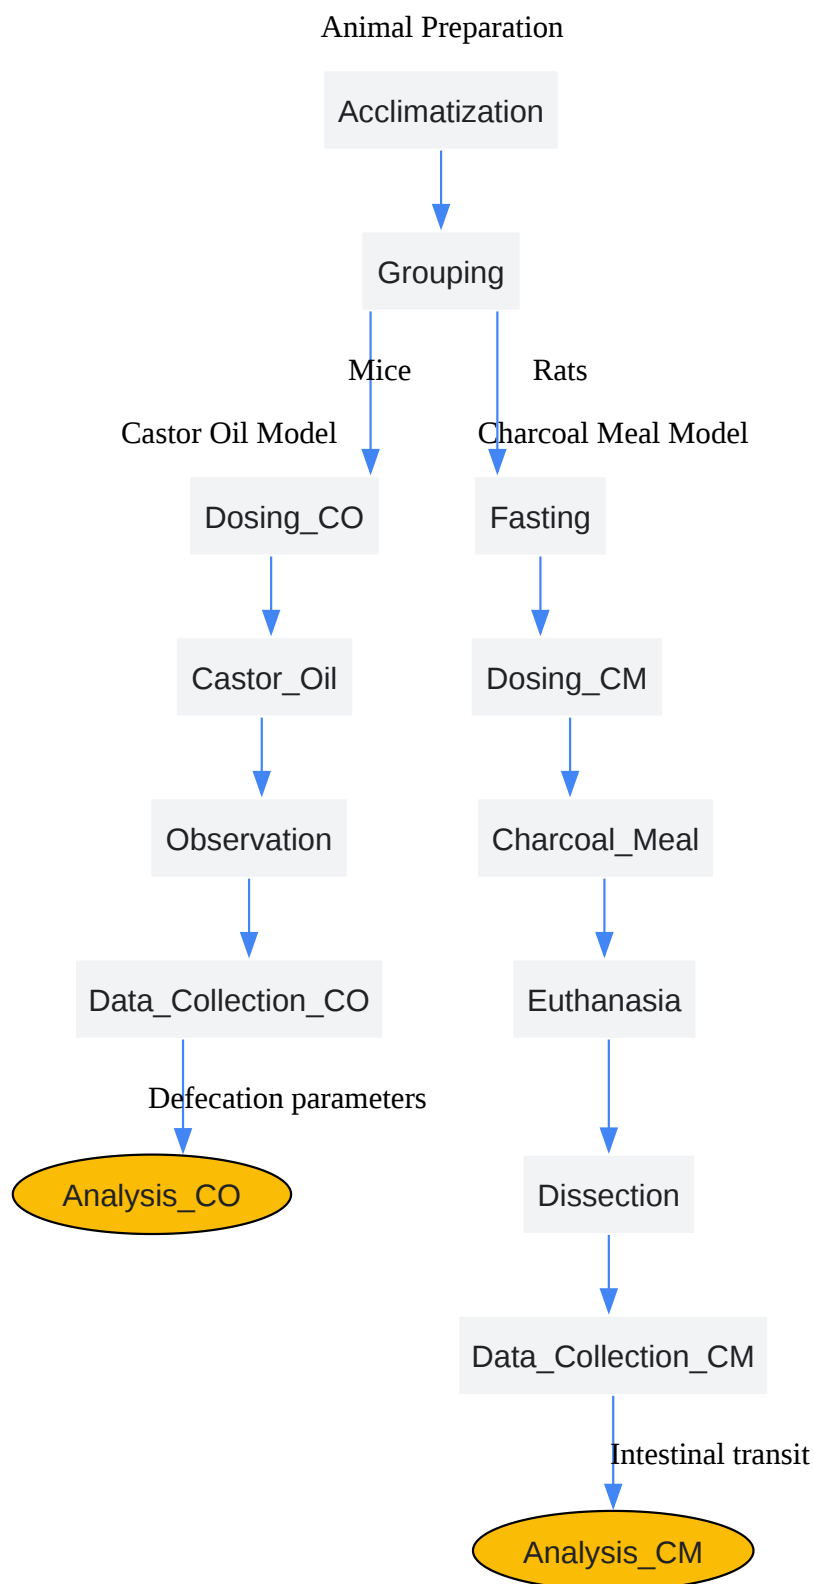 Animal Preparation
Acclimatization
Grouping
Mice
Rats
Castor Oil Model
Charcoal Meal Model
Dosing_CO
Fasting
Castor_Oil
Dosing_CM
Observation
Charcoal_Meal
Data_Collection_CO
Euthanasia
Defecation parameters
Analysis_CO
Dissection
Data_Collection_CM
Intestinal transit
Analysis_CM